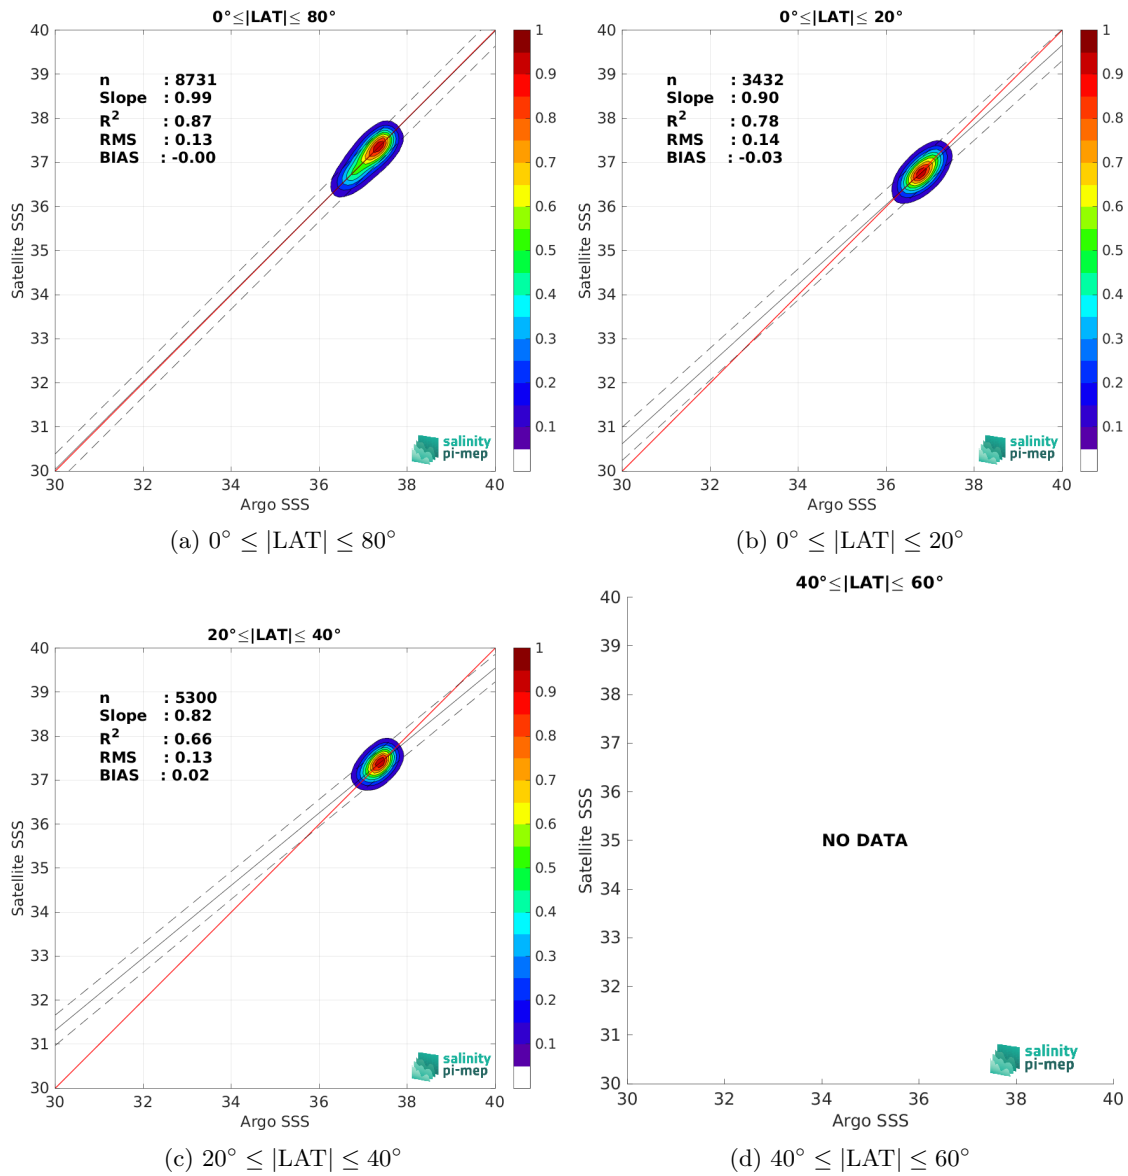 0°≤|LAT|≤ 80°
40
39
38
37
36
35
34
33
32
31
30
Satellite SSS
n : 8731
Slope : 0.99
R² : 0.87
RMS : 0.13
BIAS : -0.00
1
0.9
0.8
0.7
0.6
0.5
0.4
0.3
0.2
0.1
salinity
pi-mep
30 32 34 36 38 40
Argo SSS
(a) 0° ≤ |LAT| ≤ 80°
0°≤|LAT|≤ 20°
40
39
38
37
36
35
34
33
32
31
30
Satellite SSS
n : 3432
Slope : 0.90
R² : 0.78
RMS : 0.14
BIAS : -0.03
1
0.9
0.8
0.7
0.6
0.5
0.4
0.3
0.2
0.1
salinity
pi-mep
30 32 34 36 38 40
Argo SSS
(b) 0° ≤ |LAT| ≤ 20°
20°≤|LAT|≤ 40°
40
39
38
37
36
35
34
33
32
31
30
Satellite SSS
n : 5300
Slope : 0.82
R² : 0.66
RMS : 0.13
BIAS : 0.02
1
0.9
0.8
0.7
0.6
0.5
0.4
0.3
0.2
0.1
salinity
pi-mep
30 32 34 36 38 40
Argo SSS
(c) 20° ≤ |LAT| ≤ 40°
40°≤|LAT|≤ 60°
40
39
38
37
36
35
34
33
32
31
30
Satellite SSS
NO DATA
salinity
pi-mep
30 32 34 36 38 40
Argo SSS
(d) 40° ≤ |LAT| ≤ 60°